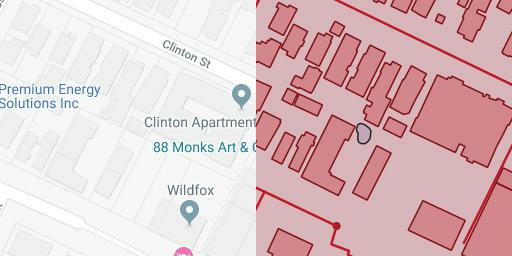 Clinton St
Premium Energy
Solutions Inc
Clinton Apartment
88 Monks Art &
Wildfox